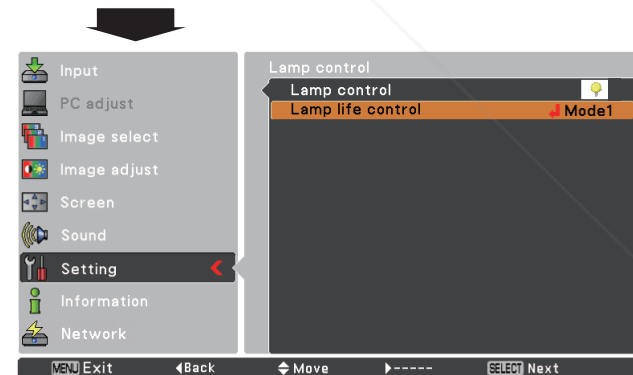 Input
PC adjust
Image select
Image adjust
Screen
Sound
Setting
Information
Network
Lamp control
Lamp control
Lamp life control Mode1
MENU Exit Back Move ----- SELECT Next